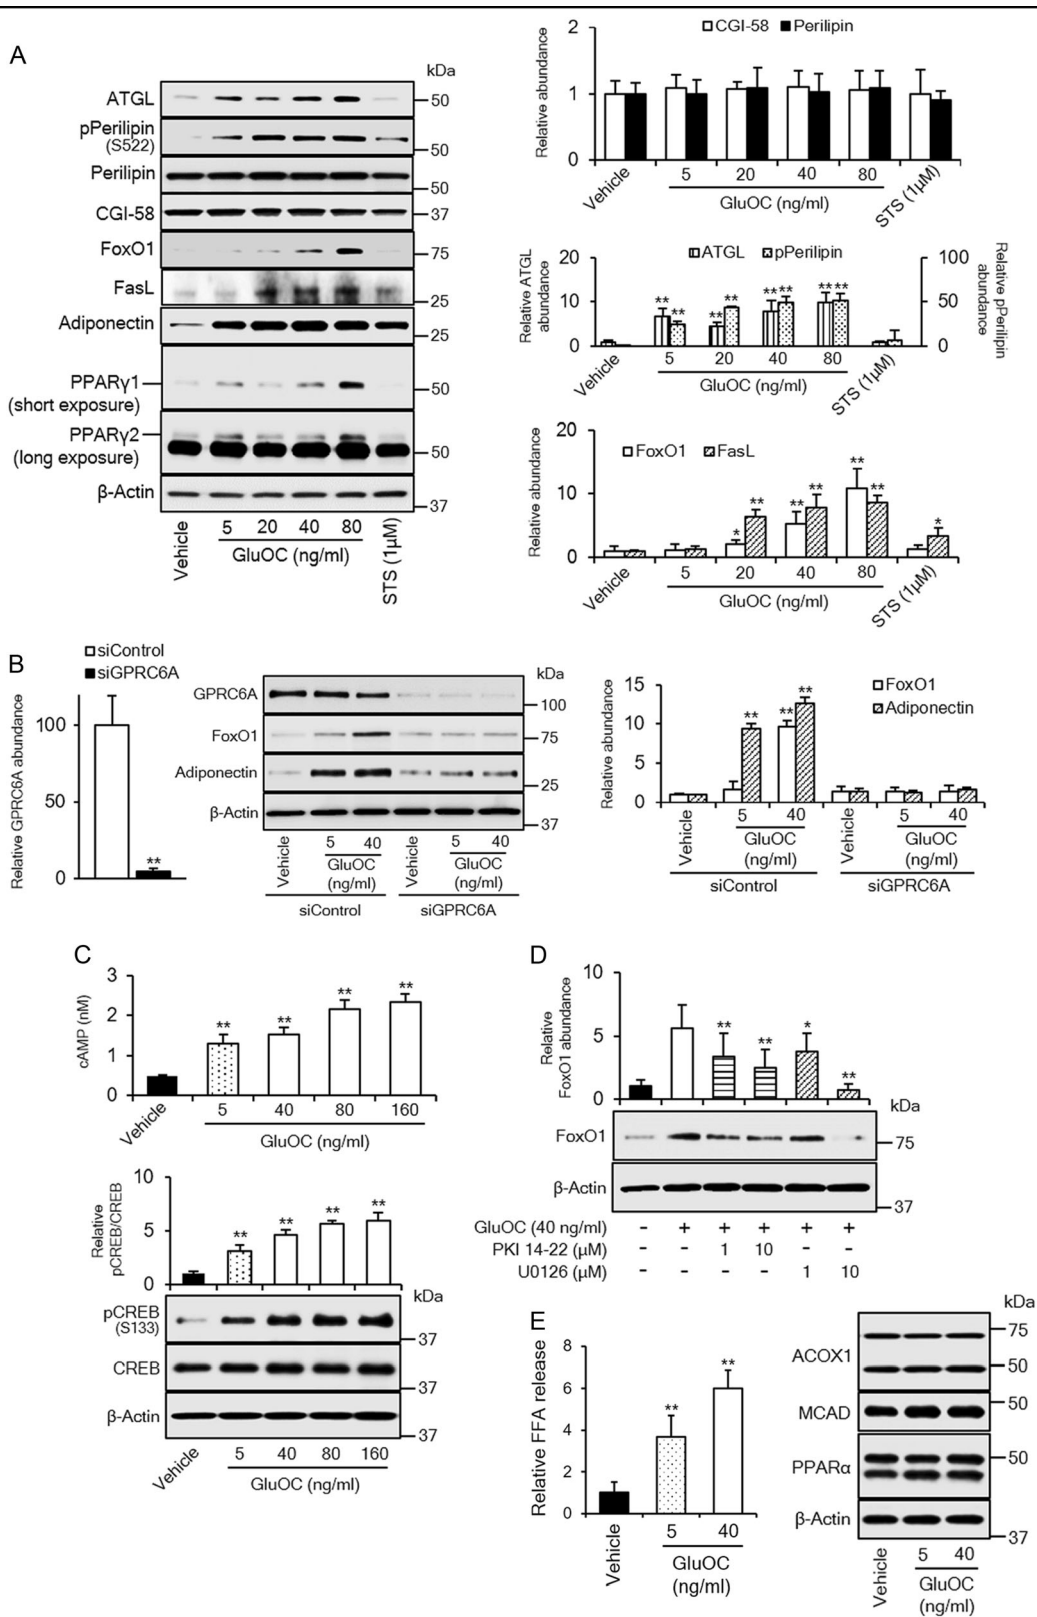 A
kDa
ATGL
50
pPerilipin
(S522)
50
Perilipin
50
CGI-58
37
FoxO1
75
FasL
25
Adiponectin
25
PPARγ1
(short exposure)
50
PPARγ2
(long exposure)
50
β-Actin
37
Vehicle
5 20 40 80
GluOC (ng/ml)
STS (1μM)
CGI-58 Perilipin
Relative abundance
2
1
0
Vehicle
5 20 40 80
GluOC (ng/ml)
STS (1μM)
ATGL pPerilipin
Relative ATGL
abundance
20
10
0
** ** ** ** ** ** ** **
100
50
0
Relative pPerilipin
abundance
Vehicle
5 20 40 80
GluOC (ng/ml)
STS (1μM)
FoxO1 FasL
Relative abundance
20
10
0
* ** ** ** ** ** *
Vehicle
5 20 40 80
GluOC (ng/ml)
STS (1μM)
B
siControl
siGPRC6A
Relative GPRC6A abundance
100
50
0
**
kDa
GPRC6A
100
FoxO1
75
Adiponectin
25
β-Actin
37
Vehicle
5 40
GluOC
(ng/ml)
Vehicle
5 40
GluOC
(ng/ml)
siControl siGPRC6A
FoxO1
Adiponectin
Relative abundance
15
10
5
0
** ** **
Vehicle
5 40
GluOC
(ng/ml)
Vehicle
5 40
GluOC
(ng/ml)
siControl siGPRC6A
C
cAMP (nM)
3
2
1
0
** ** ** **
Vehicle
5 40 80 160
GluOC (ng/ml)
Relative
pCREB/CREB
10
5
0
** ** ** **
kDa
pCREB
(S133)
37
CREB
37
β-Actin
37
Vehicle
5 40 80 160
GluOC (ng/ml)
D
Relative
FoxO1 abundance
10
5
0
** ** * **
kDa
FoxO1
75
β-Actin
37
GluOC (40 ng/ml) - + + + + +
PKI 14-22 (μM) - - 1 10 - -
U0126 (μM) - - - - 1 10
E
Relative FFA release
8
6
4
2
0
** **
Vehicle
5 40
GluOC
(ng/ml)
kDa
75
ACOX1
50
MCAD
50
PPARα
50
β-Actin
37
Vehicle
5 40
GluOC
(ng/ml)